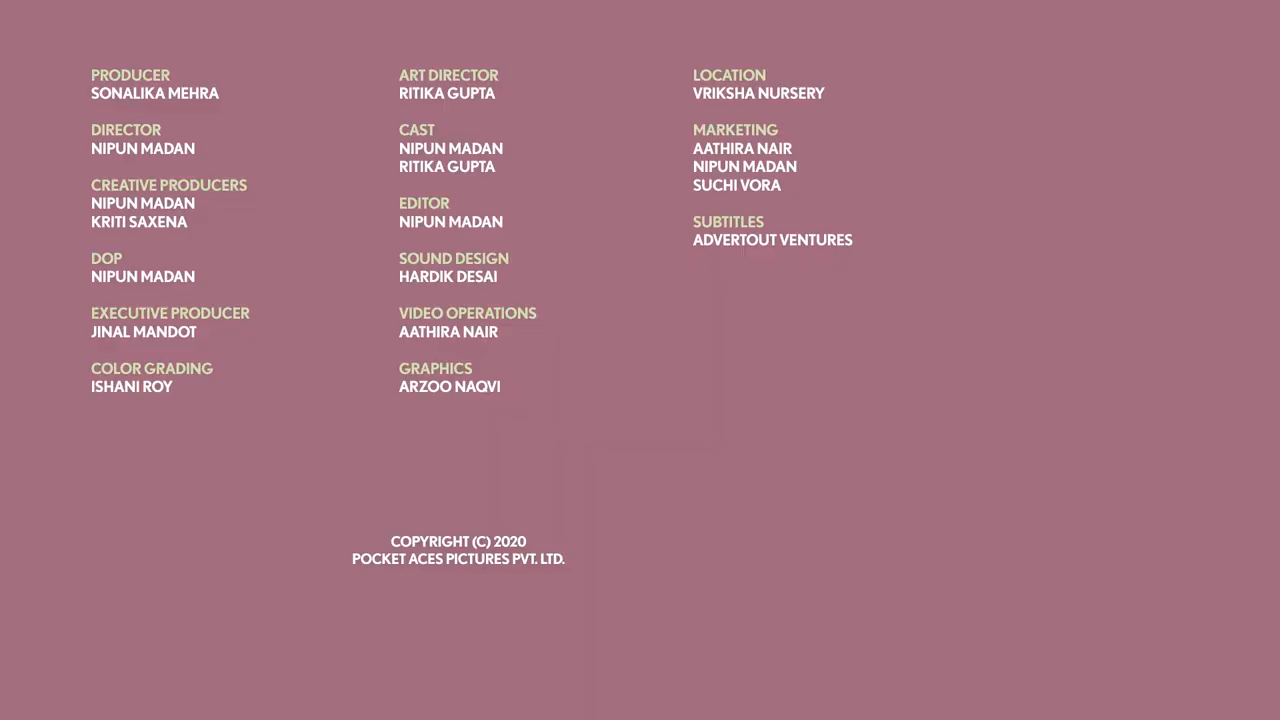 PRODUCER
SONALIKA MEHRA
DIRECTOR
NIPUN MADAN
CREATIVE PRODUCERS
NIPUN MADAN
KRITI SAXENA
DOP
NIPUN MADAN
EXECUTIVE PRODUCER
JINAL MANDOT
COLOR GRADING
ISHANI ROY
ART DIRECTOR
RITIKA GUPTA
CAST
NIPUN MADAN
RITIKA GUPTA
EDITOR
NIPUN MADAN
SOUND DESIGN
HARDIK DESAI
VIDEO OPERATIONS
AATHIRA NAIR
GRAPHICS
ARZOO NAQVI
LOCATION
VRIKSHA NURSERY
MARKETING
AATHIRA NAIR
NIPUN MADAN
SUCHI VORA
SUBTITLES
ADVERTOUT VENTURES
COPYRIGHT (C) 2020
POCKET ACES PICTURES PVT. LTD.